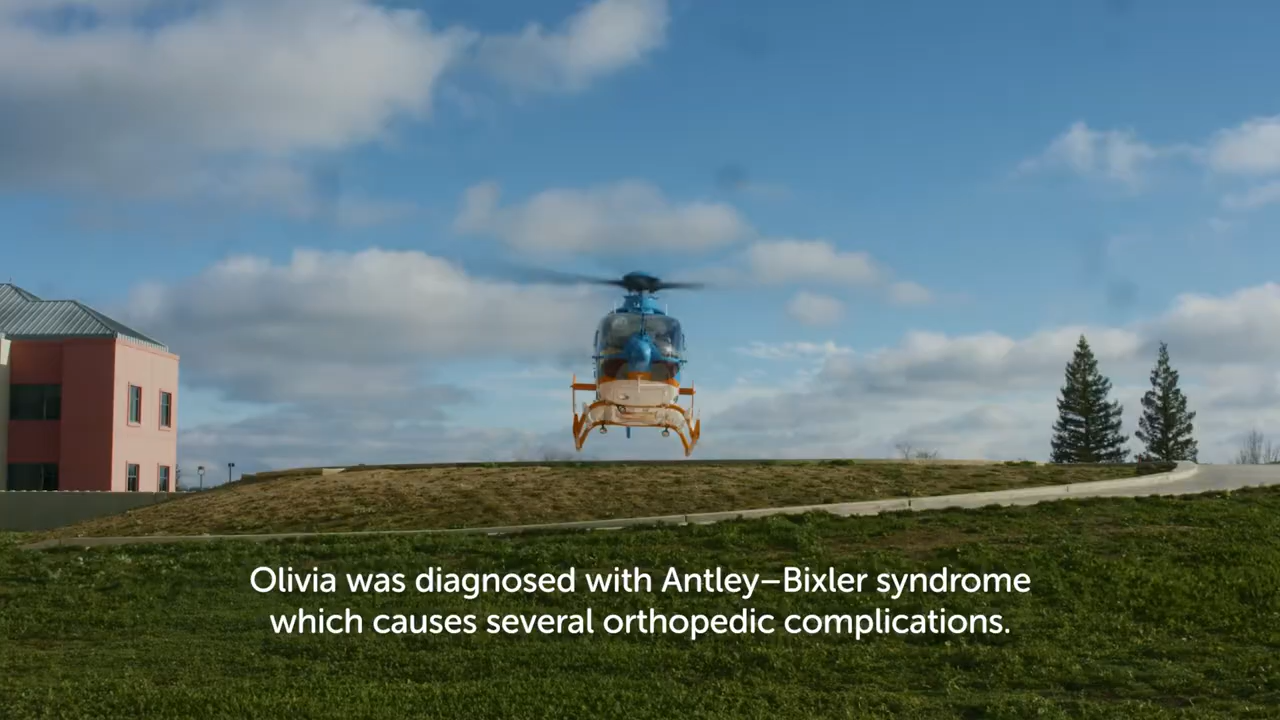 Olivia was diagnosed with Antley–Bixler syndrome
which causes several orthopedic complications.